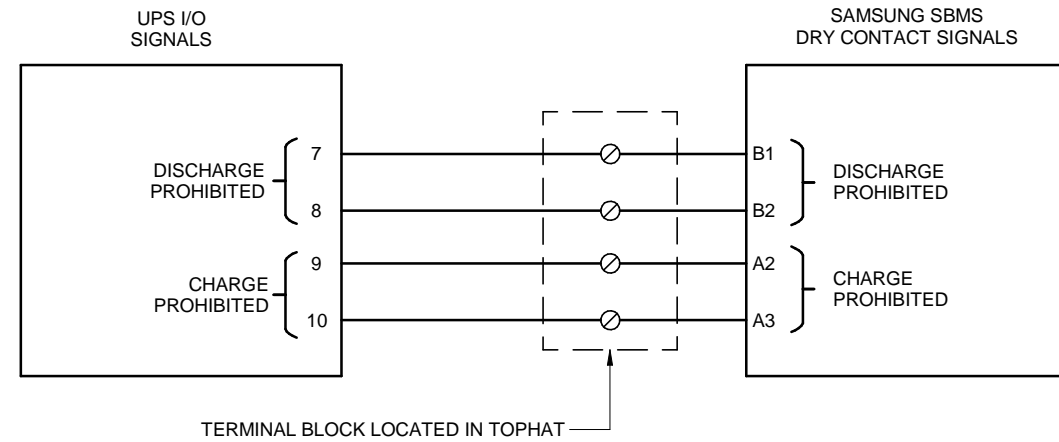 UPS I/O
SIGNALS
SAMSUNG SBMS
DRY CONTACT SIGNALS
DISCHARGE
PROHIBITED
7
8
CHARGE
PROHIBITED
9
10
B1
B2
DISCHARGE
PROHIBITED
A2
A3
CHARGE
PROHIBITED
TERMINAL BLOCK LOCATED IN TOPHAT